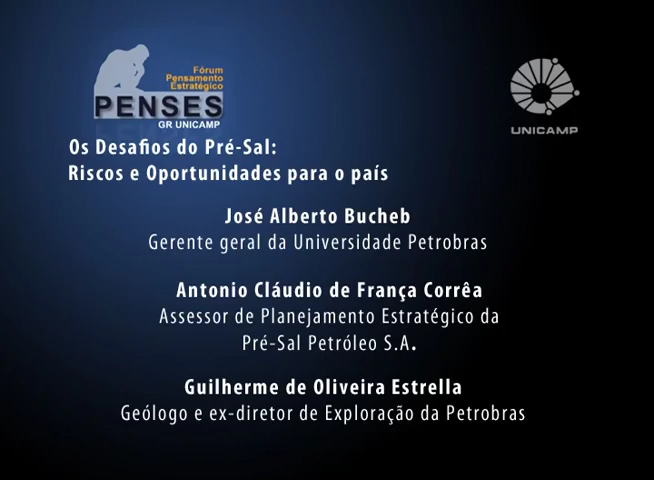 Fórum
Pensamento
Estratégico
PENSES
GR UNICAMP
UNICAMP
Os Desafios do Pré-Sal:
Riscos e Oportunidades para o país
José Alberto Bucheb
Gerente geral da Universidade Petrobras
Antonio Cláudio de França Corrêa
Assessor de Planejamento Estratégico da
Pré-Sal Petróleo S.A.
Guilherme de Oliveira Estrella
Geólogo e ex-diretor de Exploração da Petrobras